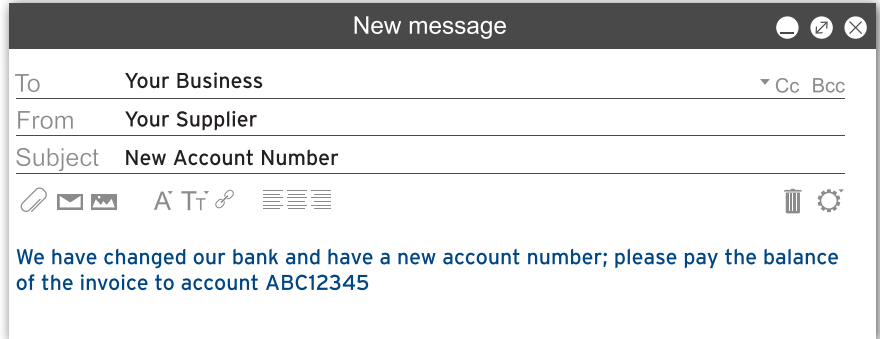 New message
To Your Business Cc Bcc
From Your Supplier
Subject New Account Number
A TT
We have changed our bank and have a new account number; please pay the balance
of the invoice to account ABC12345